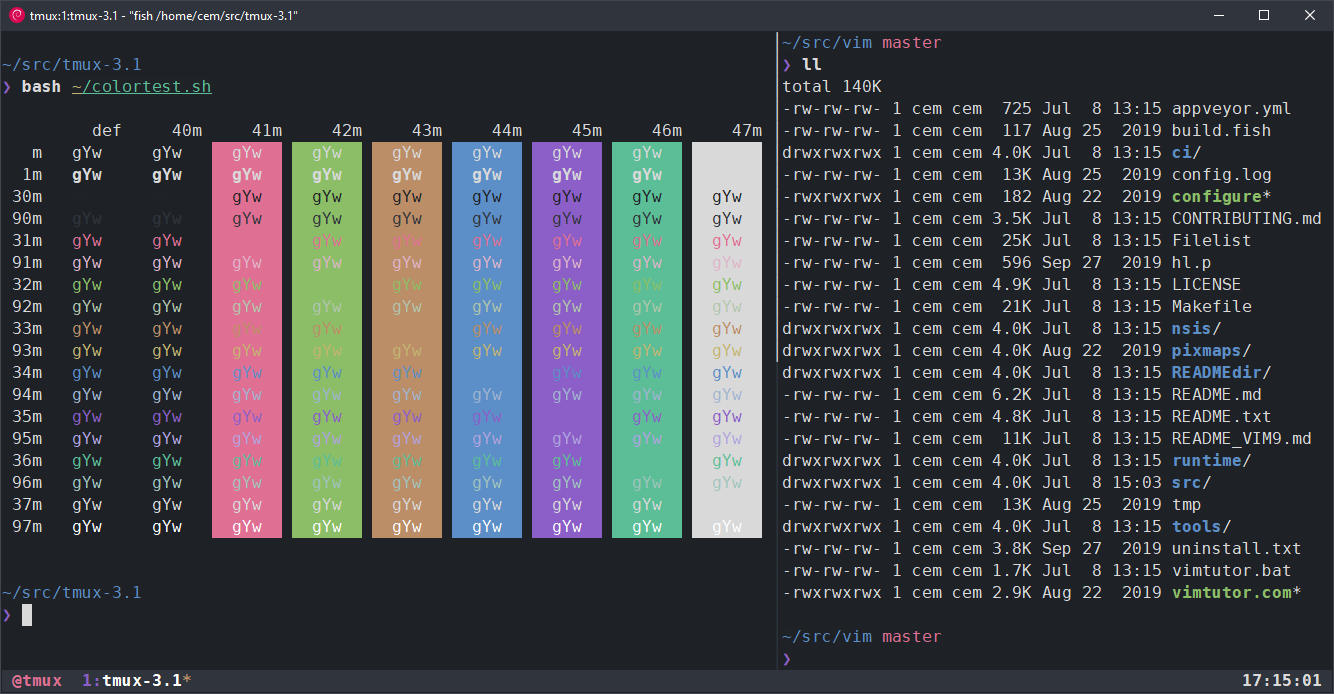 tmux:1:tmux-3.1 - "fish /home/cem/src/tmux-3.1"
~/src/tmux-3.1
❯ bash ~/colortest.sh
def 40m 41m 42m 43m 44m 45m 46m 47m
m gYw gYw gYw gYw gYw gYw gYw gYw
1m gYw gYw gYw gYw gYw gYw gYw gYw
30m gYw gYw gYw gYw gYw gYw gYw
90m gYw gYw gYw gYw gYw gYw gYw gYw gYw
31m gYw gYw gYw gYw gYw gYw gYw gYw
91m gYw gYw gYw gYw gYw gYw gYw gYw gYw
32m gYw gYw gYw gYw gYw gYw gYw gYw
92m gYw gYw gYw gYw gYw gYw gYw gYw gYw
33m gYw gYw gYw gYw gYw gYw gYw gYw
93m gYw gYw gYw gYw gYw gYw gYw gYw gYw
34m gYw gYw gYw gYw gYw gYw gYw gYw
94m gYw gYw gYw gYw gYw gYw gYw gYw gYw
35m gYw gYw gYw gYw gYw gYw gYw gYw
95m gYw gYw gYw gYw gYw gYw gYw gYw gYw
36m gYw gYw gYw gYw gYw gYw gYw gYw
96m gYw gYw gYw gYw gYw gYw gYw gYw gYw
37m gYw gYw gYw gYw gYw gYw gYw gYw
97m gYw gYw gYw gYw gYw gYw gYw gYw gYw
~/src/tmux-3.1
❯
~/src/vim master
❯ ll
total 140K
-rw-rw-rw- 1 cem cem 725 Jul 8 13:15 appveyor.yml
-rw-rw-rw- 1 cem cem 117 Aug 25 2019 build.fish
drwxrwxrwx 1 cem cem 4.0K Jul 8 13:15 ci/
-rw-rw-rw- 1 cem cem 13K Aug 25 2019 config.log
-rwxrwxrwx 1 cem cem 182 Aug 22 2019 configure*
-rw-rw-rw- 1 cem cem 3.5K Jul 8 13:15 CONTRIBUTING.md
-rw-rw-rw- 1 cem cem 25K Jul 8 13:15 Filelist
-rw-rw-rw- 1 cem cem 596 Sep 27 2019 hl.p
-rw-rw-rw- 1 cem cem 4.9K Jul 8 13:15 LICENSE
-rw-rw-rw- 1 cem cem 21K Jul 8 13:15 Makefile
drwxrwxrwx 1 cem cem 4.0K Jul 8 13:15 nsis/
drwxrwxrwx 1 cem cem 4.0K Aug 22 2019 pixmaps/
drwxrwxrwx 1 cem cem 4.0K Jul 8 13:15 READMEdir/
-rw-rw-rw- 1 cem cem 6.2K Jul 8 13:15 README.md
-rw-rw-rw- 1 cem cem 4.8K Jul 8 13:15 README.txt
-rw-rw-rw- 1 cem cem 11K Jul 8 13:15 README_VIM9.md
drwxrwxrwx 1 cem cem 4.0K Jul 8 13:15 runtime/
drwxrwxrwx 1 cem cem 4.0K Jul 8 15:03 src/
-rw-rw-rw- 1 cem cem 13K Aug 25 2019 tmp
drwxrwxrwx 1 cem cem 4.0K Jul 8 13:15 tools/
-rw-rw-rw- 1 cem cem 3.8K Sep 27 2019 uninstall.txt
-rw-rw-rw- 1 cem cem 1.7K Jul 8 13:15 vimtutor.bat
-rwxrwxrwx 1 cem cem 2.9K Aug 22 2019 vimtutor.com*
~/src/vim master
❯
@tmux 1:tmux-3.1* 17:15:01